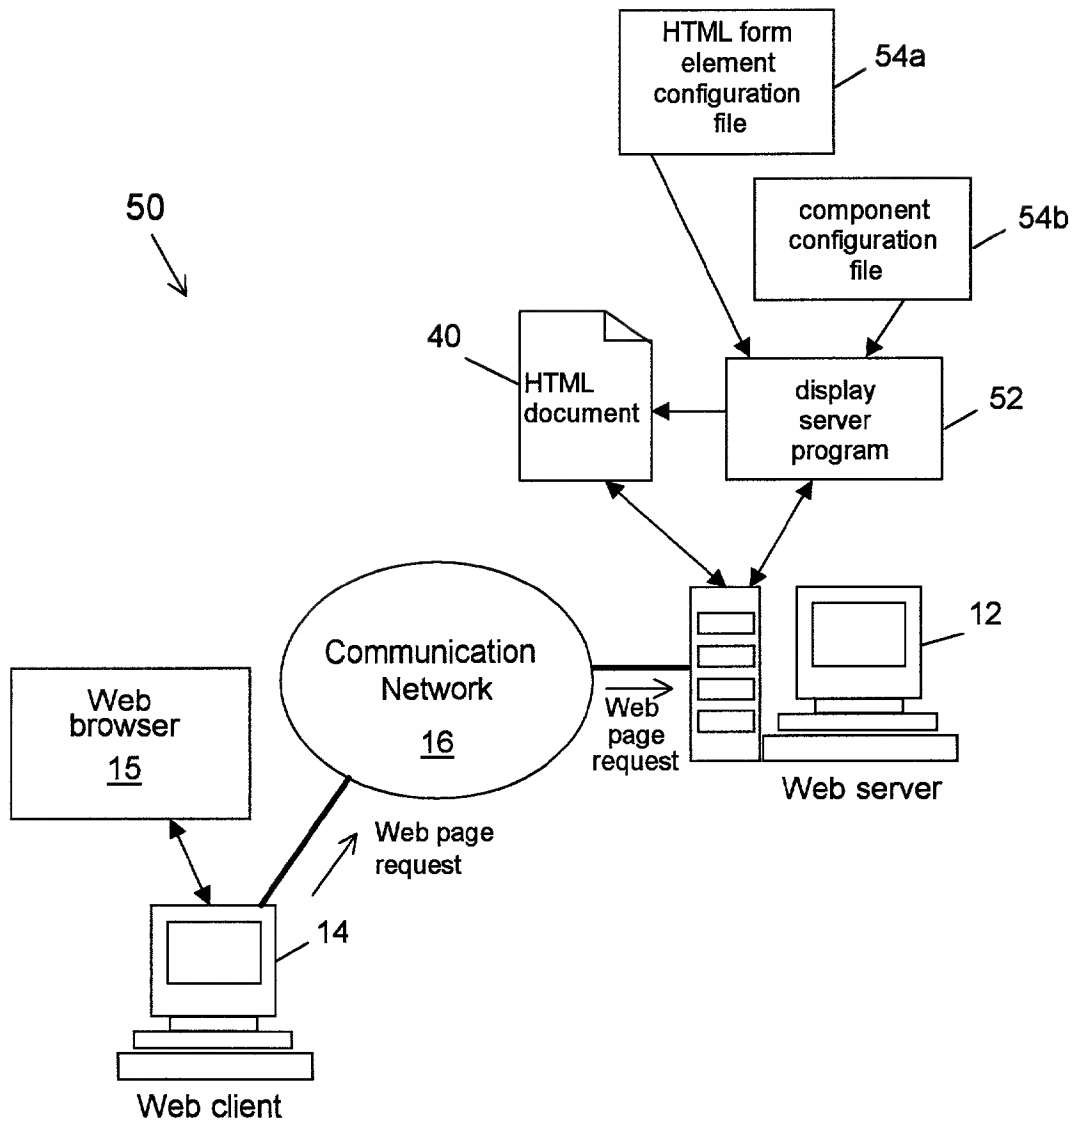 HTML form
element
configuration
file
54a
50
component
configuration
file
54b
40
HTML
document
display
server
program
52
Communication
Network
16
12
Web
browser
15
Web
page
request
Web server
Web page
request
14
Web client